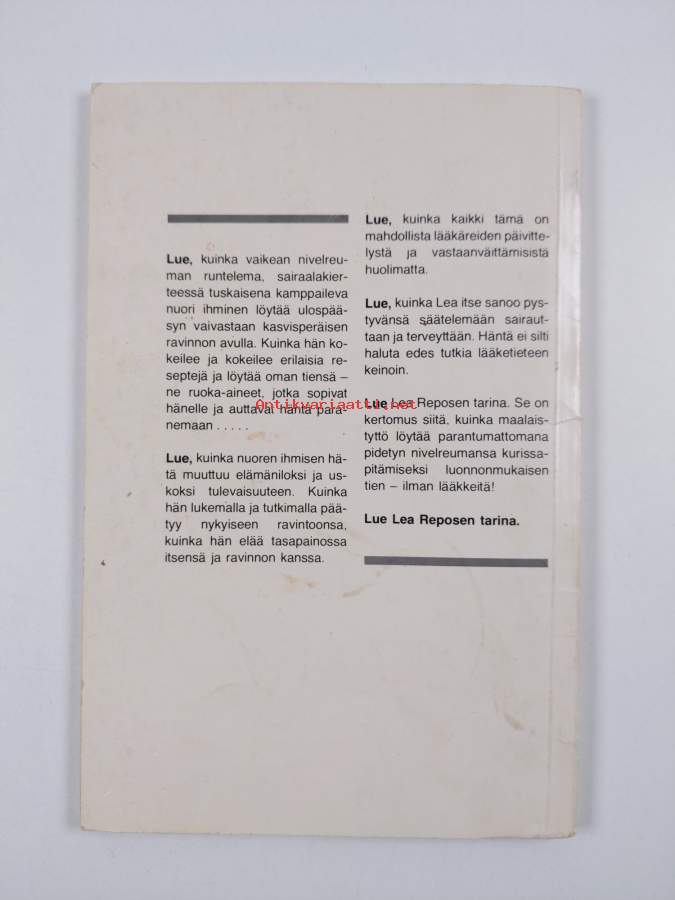 Lue, kuinka vaikean nivelreu-
man runtelema, sairaalakier-
teessä tuskaisena kamppaileva
nuori ihminen löytää ulospää-
syn vaivastaan kasvisperäisen
ravinnon avulla. Kuinka hän ko-
keilee ja kokeilee erilaisia re-
septejä ja löytää oman tiensä –
ne ruoka-aineet, jotka sopivat
hänelle ja auttavat häntä para-
nemaan . . . . .
Lue, kuinka nuoren ihmisen hä-
tä muuttuu elämäniloksi ja us-
koksi tulevaisuuteen. Kuinka
hän lukemalla ja tutkimalla pää-
tyy nykyiseen ravintoonsa,
kuinka hän elää tasapainossa
itsensä ja ravinnon kanssa.
Lue, kuinka kaikki tämä on
mahdollista lääkäreiden päivitte-
lystä ja vastaanväittämisistä
huolimatta.
Lue, kuinka Lea itse sanoo pys-
tyvänsä säätelemään sairaut-
taan ja terveyttään. Häntä ei silti
haluta edes tutkia lääketieteen
keinoin.
Lue Lea Reposen tarina. Se on
kertomus siitä, kuinka maalais-
tyttö löytää parantumattomana
pidetyn nivelreumansa kurissa-
pitämiseksi luonnonmukaisen
tien – ilman lääkkeitä!
Lue Lea Reposen tarina.
Antikvariaatti.net